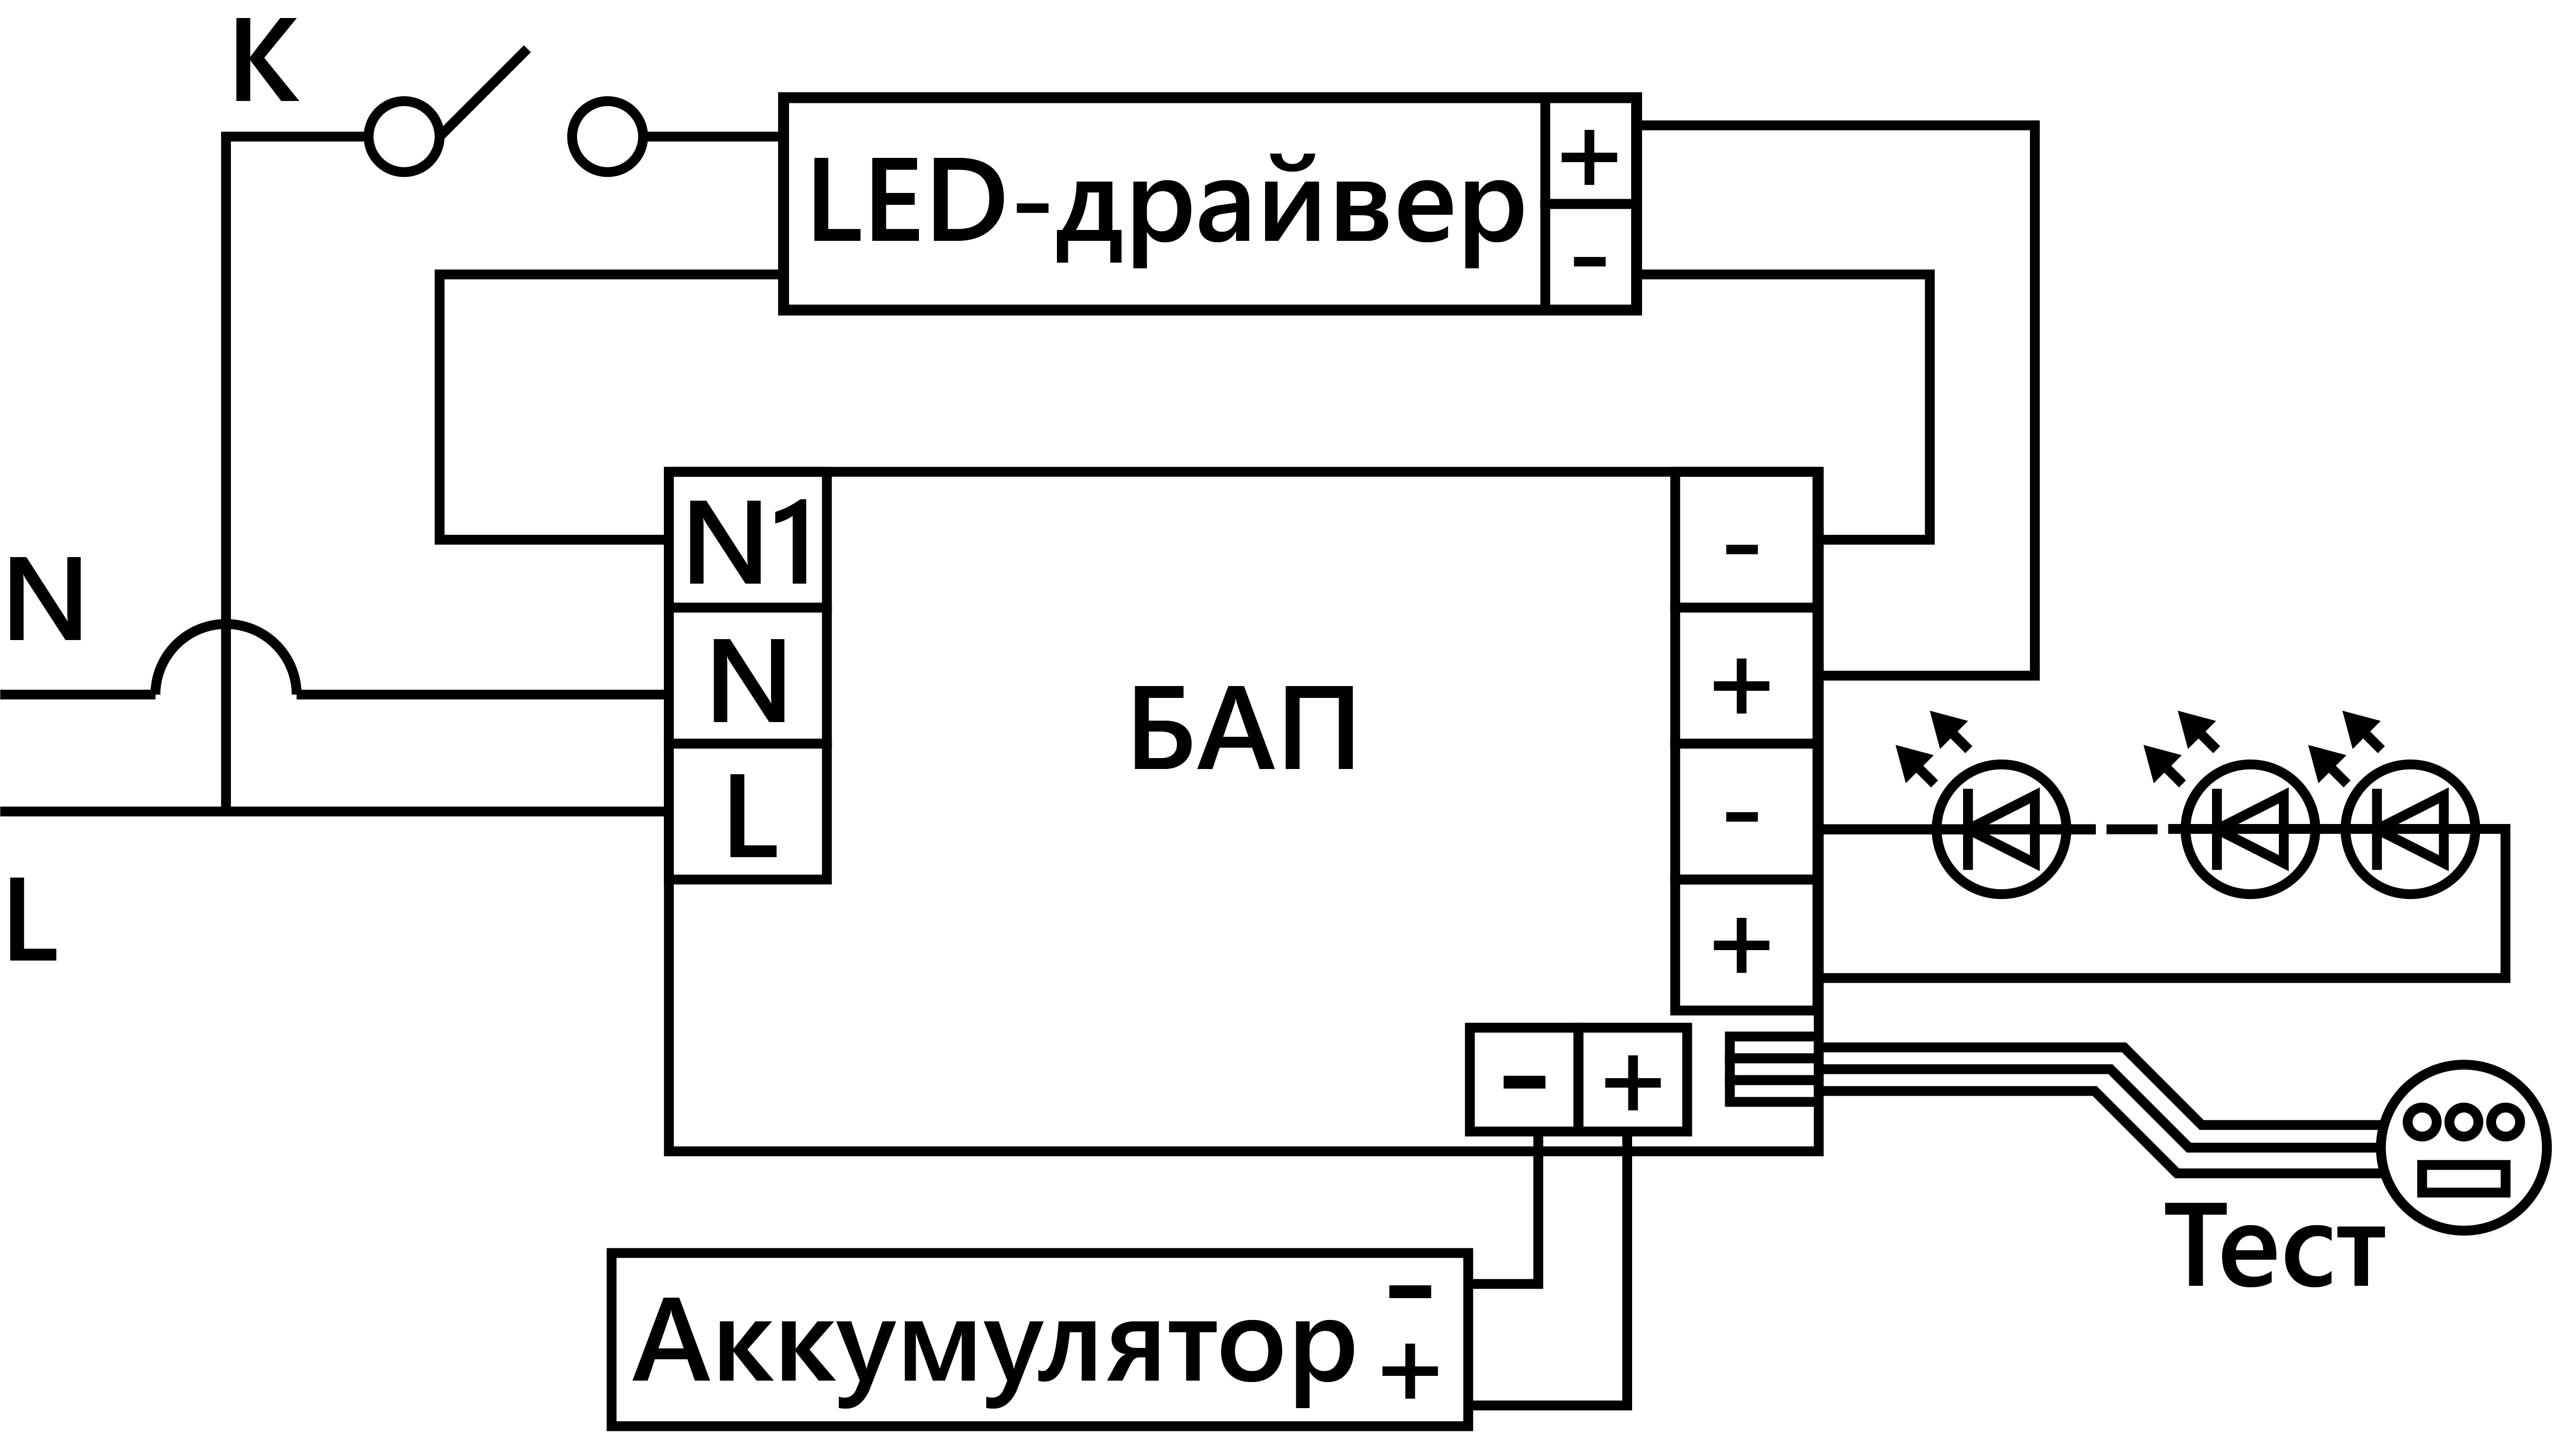 K
LED-драйвер
+
-
N1
-
N
N
+
БАП
L
-
L
+
- +
Тест
Аккумулятор
-
+